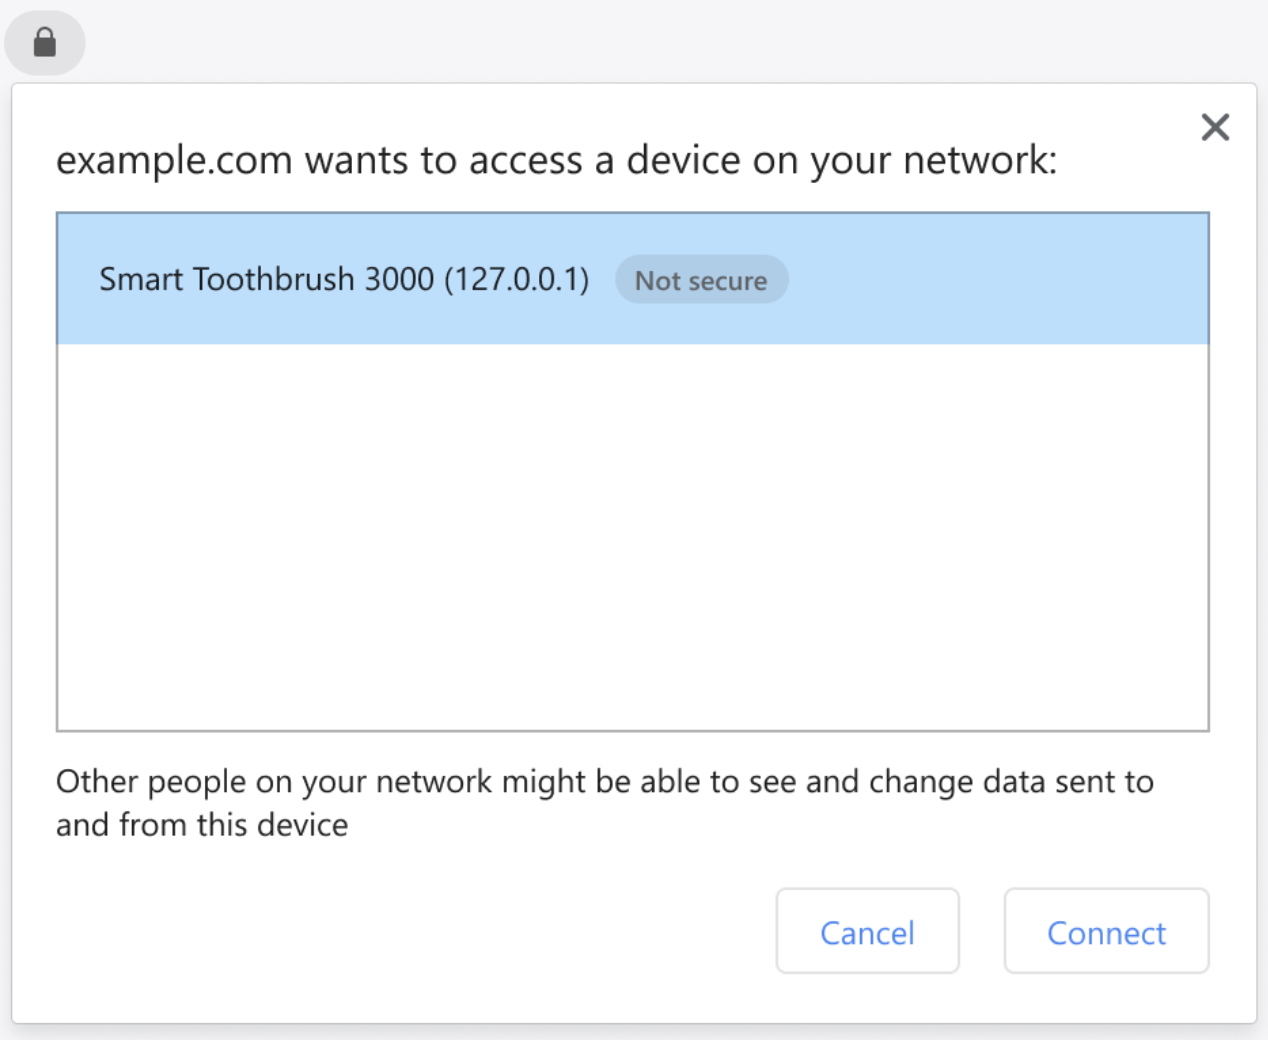 example.com wants to access a device on your network:
Smart Toothbrush 3000 (127.0.0.1) Not secure
Other people on your network might be able to see and change data sent to
and from this device
Cancel Connect